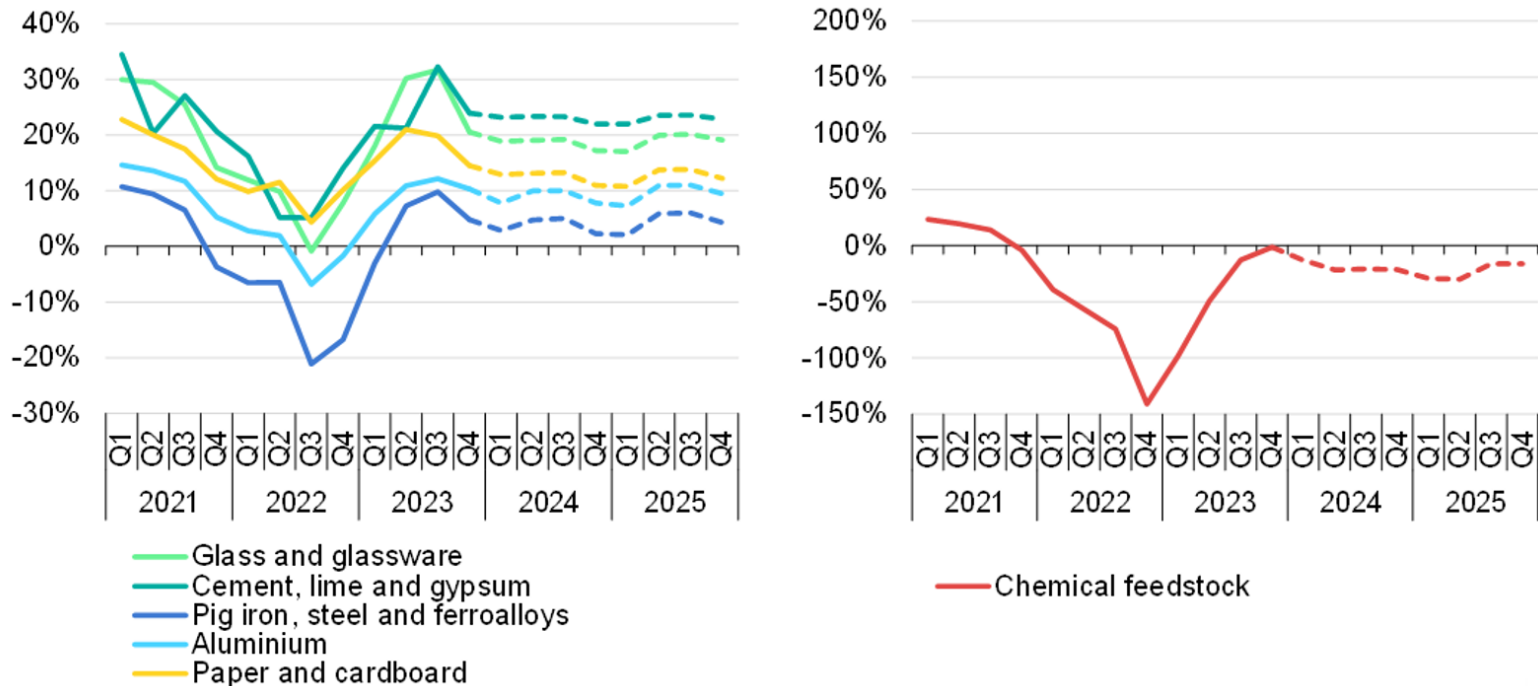 40%
30%
20%
10%
0%
-10%
-20%
-30%
Q1 Q2 Q3 Q4 Q1 Q2 Q3 Q4 Q1 Q2 Q3 Q4 Q1 Q2 Q3 Q4 Q1 Q2 Q3 Q4
2021 2022 2023 2024 2025
Glass and glassware
Cement, lime and gypsum
Pig iron, steel and ferroalloys
Aluminium
Paper and cardboard
200%
150%
100%
50%
0%
-50%
-100%
-150%
Q1 Q2 Q3 Q4 Q1 Q2 Q3 Q4 Q1 Q2 Q3 Q4 Q1 Q2 Q3 Q4 Q1 Q2 Q3 Q4
2021 2022 2023 2024 2025
Chemical feedstock